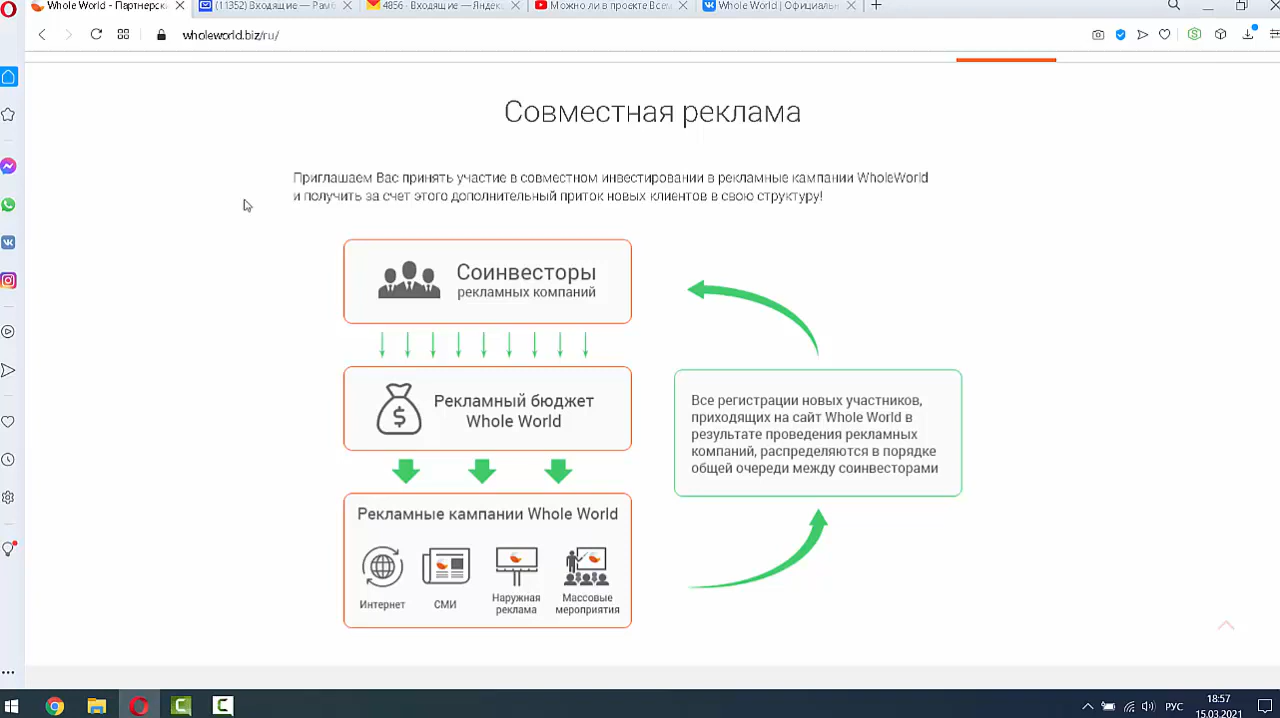 Whole World - Партнерска
(11352) Входящие — Рамб
4856 - Входящие — Яндекс
Можно ли в проекте Всем
Whole World | Официальн
wholeworld.biz/ru/
Совместная реклама
Приглашаем Вас принять участие в совместном инвестировании в рекламные кампании WholeWorld
и получить за счет этого дополнительный приток новых клиентов в свою структуру!
Соинвесторы
рекламных компаний
Рекламный бюджет
Whole World
Все регистрации новых участников,
приходящих на сайт Whole World в
результате проведения рекламных
компаний, распределяются в порядке
общей очереди между соинвесторами
Рекламные кампании Whole World
Интернет
СМИ
Наружная
реклама
Массовые
мероприятия
РУС
18:57
15.03.2021